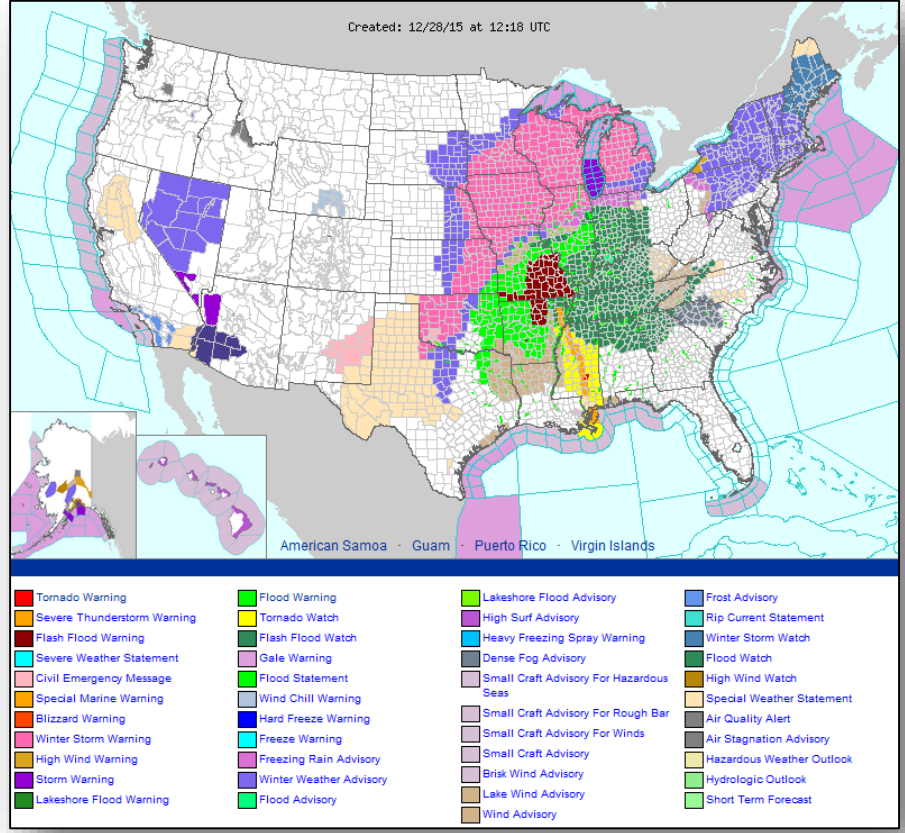 Created: 12/28/15 at 12:18 UTC
American Samoa - Guam - Puerto Rico - Virgin Islands
Tornado Warning
Severe Thunderstorm Warning
Flash Flood Warning
Severe Weather Statement
Civil Emergency Message
Special Marine Warning
Blizzard Warning
Winter Storm Warning
High Wind Warning
Storm Warning
Lakeshore Flood Warning
Flood Warning
Tornado Watch
Flash Flood Watch
Gale Warning
Flood Statement
Wind Chill Warning
Hard Freeze Warning
Freeze Warning
Freezing Rain Advisory
Winter Weather Advisory
Flood Advisory
Lakeshore Flood Advisory
High Surf Advisory
Heavy Freezing Spray Warning
Dense Fog Advisory
Small Craft Advisory For Hazardous
Seas
Small Craft Advisory For Rough Bar
Small Craft Advisory For Winds
Small Craft Advisory
Brisk Wind Advisory
Lake Wind Advisory
Wind Advisory
Frost Advisory
Rip Current Statement
Winter Storm Watch
Flood Watch
High Wind Watch
Special Weather Statement
Air Quality Alert
Air Stagnation Advisory
Hazardous Weather Outlook
Hydrologic Outlook
Short Term Forecast